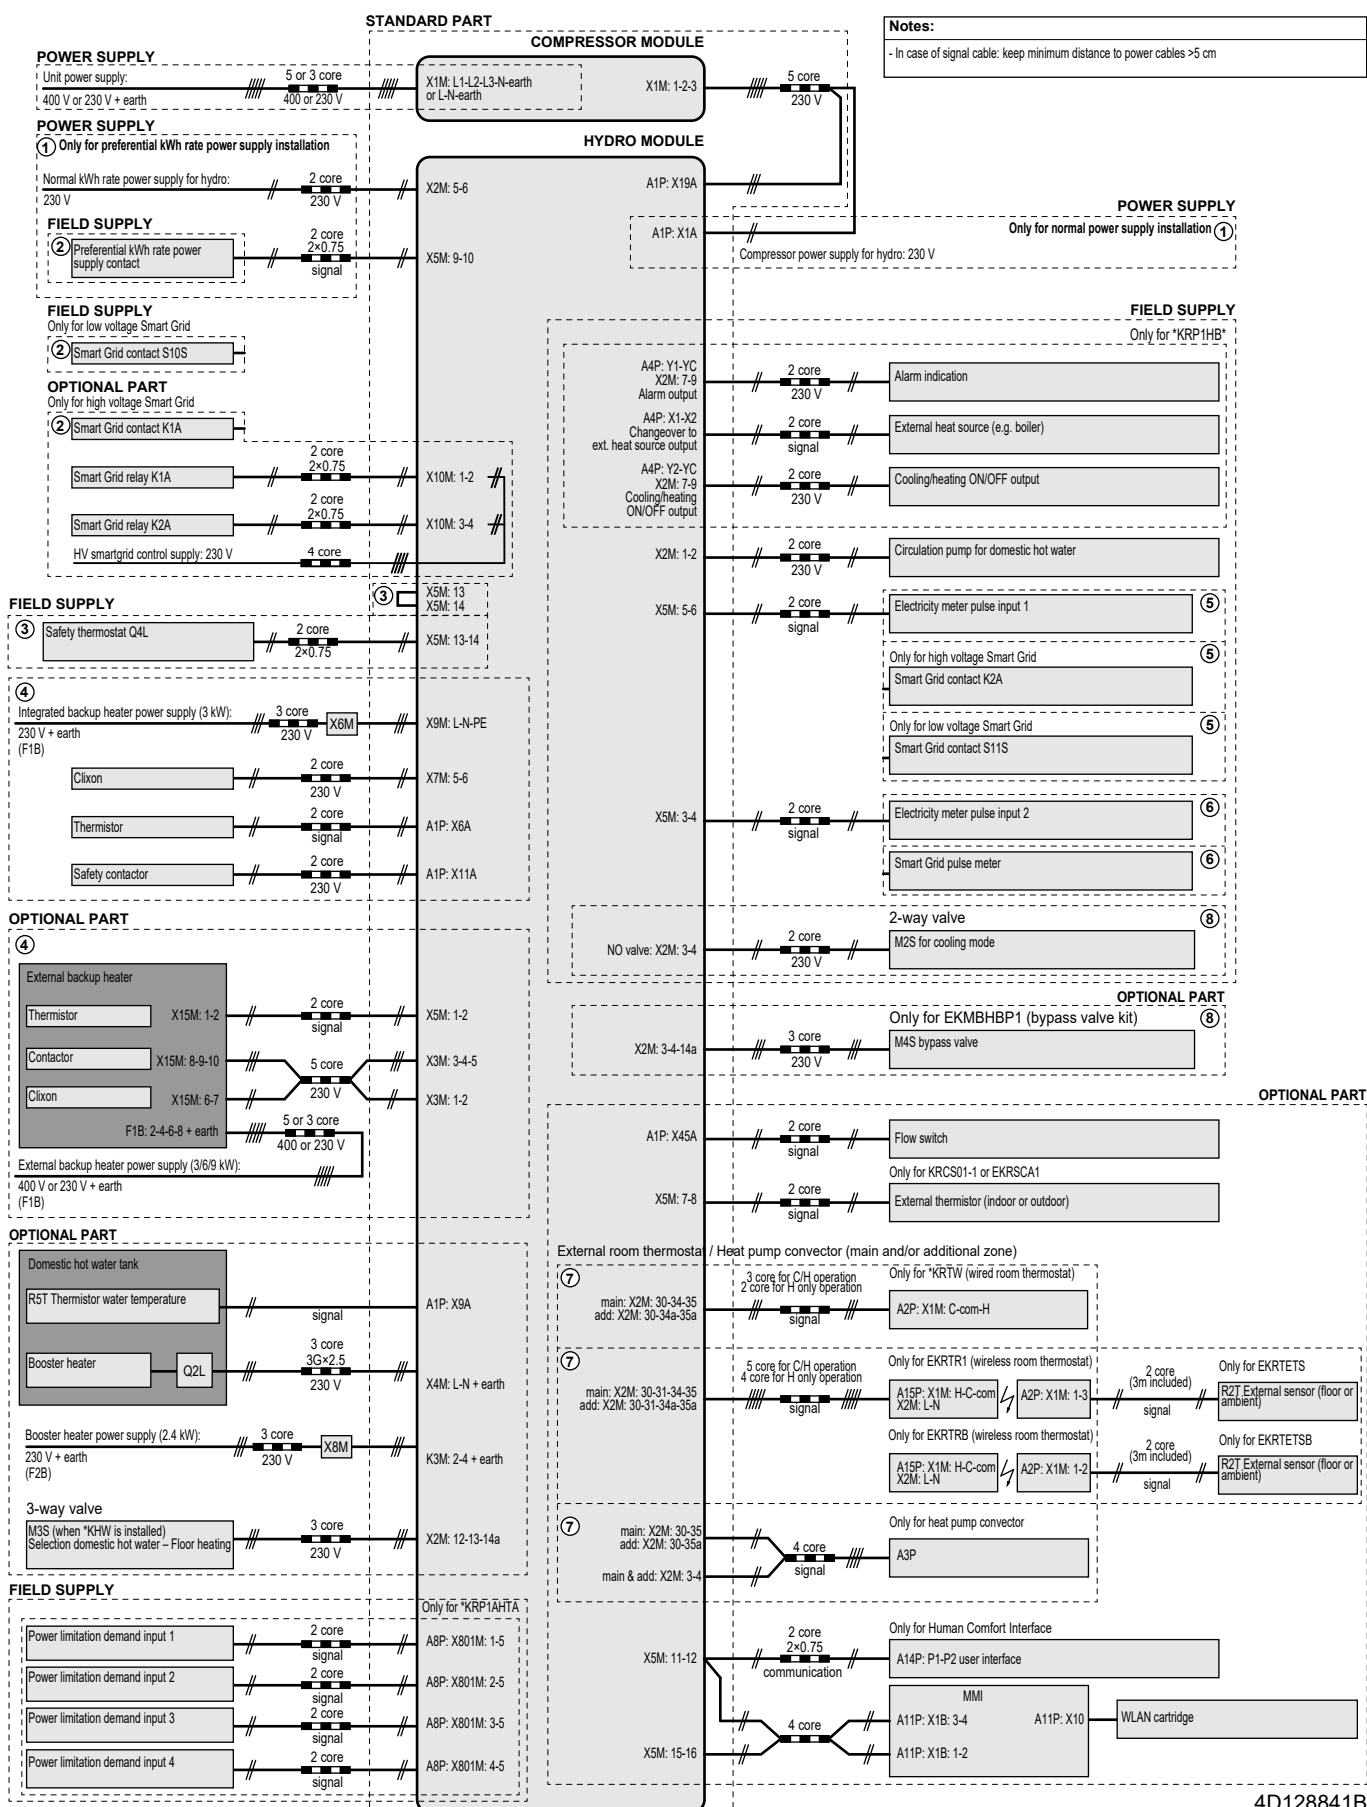 STANDARD PART
Notes:
- In case of signal cable: keep minimum distance to power cables >5 cm
COMPRESSOR MODULE
POWER SUPPLY
Unit power supply:
400 V or 230 V + earth
5 or 3 core
400 or 230 V
X1M: L1-L2-L3-N-earth
or L-N-earth
X1M: 1-2-3
5 core
230 V
POWER SUPPLY
① Only for preferential kWh rate power supply installation
Normal kWh rate power supply for hydro:
230 V
2 core
230 V
X2M: 5-6
FIELD SUPPLY
② Preferential kWh rate power
supply contact
2 core
2×0.75
signal
X5M: 9-10
HYDRO MODULE
A1P: X19A
A1P: X1A
POWER SUPPLY
Only for normal power supply installation ①
Compressor power supply for hydro: 230 V
FIELD SUPPLY
Only for low voltage Smart Grid
② Smart Grid contact S10S
OPTIONAL PART
Only for high voltage Smart Grid
② Smart Grid contact K1A
Smart Grid relay K1A
2 core
2×0.75
X10M: 1-2
Smart Grid relay K2A
2 core
2×0.75
X10M: 3-4
HV smartgrid control supply: 230 V
4 core
③
X5M: 13
X5M: 14
FIELD SUPPLY
③
Safety thermostat Q4L
2 core
2×0.75
X5M: 13-14
④
Integrated backup heater power supply (3 kW):
230 V + earth
(F1B)
3 core
230 V
X6M
X9M: L-N-PE
Clixon
2 core
230 V
X7M: 5-6
Thermistor
2 core
signal
A1P: X6A
Safety contactor
2 core
230 V
A1P: X11A
OPTIONAL PART
④
External backup heater
Thermistor
X15M: 1-2
2 core
signal
X5M: 1-2
Contactor
X15M: 8-9-10
5 core
230 V
X3M: 3-4-5
Clixon
X15M: 6-7
X3M: 1-2
F1B: 2-4-6-8 + earth
5 or 3 core
400 or 230 V
External backup heater power supply (3/6/9 kW):
400 V or 230 V + earth
(F1B)
OPTIONAL PART
Domestic hot water tank
R5T Thermistor water temperature
signal
A1P: X9A
Booster heater
Q2L
3 core
3G×2.5
230 V
X4M: L-N + earth
Booster heater power supply (2.4 kW):
230 V + earth
(F2B)
3 core
230 V
X8M
K3M: 2-4 + earth
3-way valve
M3S (when *KHW is installed)
Selection domestic hot water – Floor heating
3 core
230 V
X2M: 12-13-14a
FIELD SUPPLY
Only for *KRP1AHTA
Power limitation demand input 1
2 core
signal
A8P: X801M: 1-5
Power limitation demand input 2
2 core
signal
A8P: X801M: 2-5
Power limitation demand input 3
2 core
signal
A8P: X801M: 3-5
Power limitation demand input 4
2 core
signal
A8P: X801M: 4-5
FIELD SUPPLY
Only for *KRP1HB*
A4P: Y1-YC
X2M: 7-9
Alarm output
2 core
230 V
Alarm indication
A4P: X1-X2
Changeover to
ext. heat source output
2 core
signal
External heat source (e.g. boiler)
A4P: Y2-YC
X2M: 7-9
Cooling/heating
ON/OFF output
2 core
230 V
Cooling/heating ON/OFF output
X2M: 1-2
2 core
230 V
Circulation pump for domestic hot water
X5M: 5-6
2 core
signal
Electricity meter pulse input 1
⑤
Only for high voltage Smart Grid
⑤
Smart Grid contact K2A
Only for low voltage Smart Grid
⑤
Smart Grid contact S11S
X5M: 3-4
2 core
signal
Electricity meter pulse input 2
⑥
Smart Grid pulse meter
⑥
2-way valve
⑧
NO valve: X2M: 3-4
2 core
230 V
M2S for cooling mode
OPTIONAL PART
Only for EKMBHBP1 (bypass valve kit)
⑧
X2M: 3-4-14a
3 core
230 V
M4S bypass valve
OPTIONAL PART
A1P: X45A
2 core
signal
Flow switch
Only for KRCS01-1 or EKRSCA1
X5M: 7-8
2 core
signal
External thermistor (indoor or outdoor)
External room thermostat / Heat pump convector (main and/or additional zone)
⑦
main: X2M: 30-34-35
add: X2M: 30-34a-35a
3 core for C/H operation
2 core for H only operation
signal
Only for *KRTW (wired room thermostat)
A2P: X1M: C-com-H
⑦
main: X2M: 30-31-34-35
add: X2M: 30-31-34a-35a
5 core for C/H operation
4 core for H only operation
signal
Only for EKRTR1 (wireless room thermostat)
A15P: X1M: H-C-com
X2M: L-N
A2P: X1M: 1-3
2 core
(3m included)
signal
Only for EKRTETS
R2T External sensor (floor or
ambient)
Only for EKRTRB (wireless room thermostat)
A15P: X1M: H-C-com
X2M: L-N
A2P: X1M: 1-2
2 core
(3m included)
signal
Only for EKRTETSB
R2T External sensor (floor or
ambient)
⑦
main: X2M: 30-35
add: X2M: 30-35a
main & add: X2M: 3-4
4 core
signal
Only for heat pump convector
A3P
Only for Human Comfort Interface
X5M: 11-12
2 core
2×0.75
communication
A14P: P1-P2 user interface
X5M: 15-16
4 core
MMI
A11P: X1B: 3-4
A11P: X1B: 1-2
A11P: X10
WLAN cartridge
4D128841B